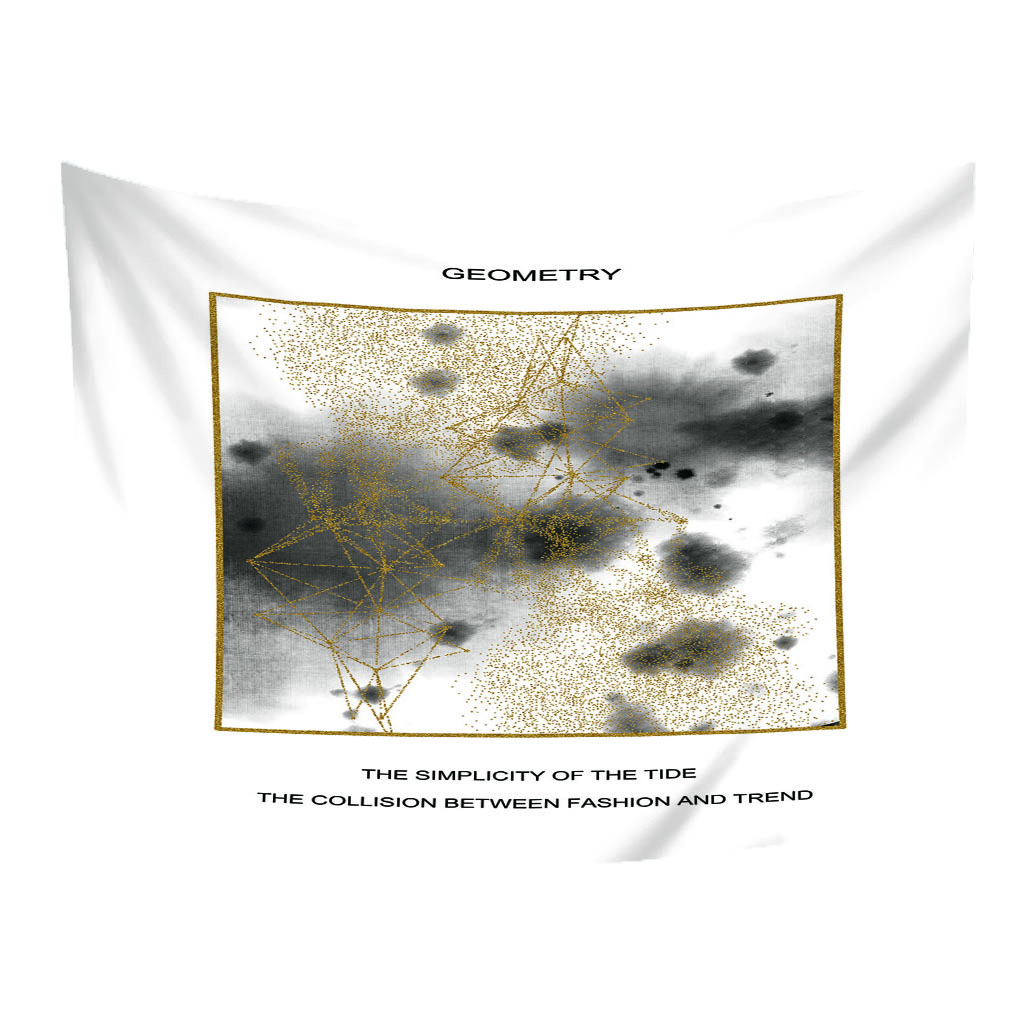 GEOMETRY
THE SIMPLICITY OF THE TIDE
THE COLLISION BETWEEN FASHION AND TREND